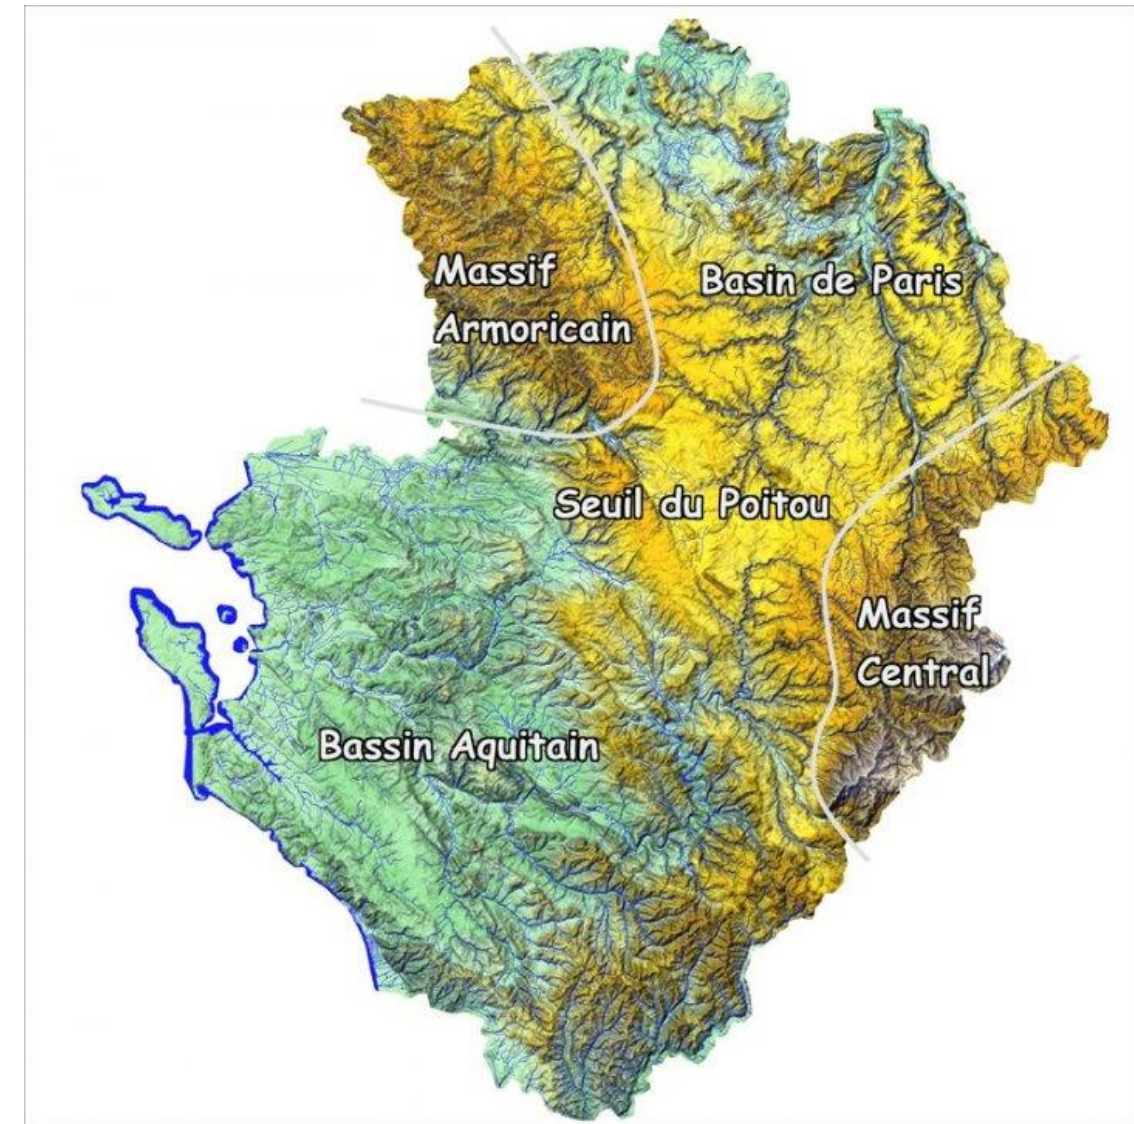 Massif
Armoricain
Basin de Paris
Seuil du Poitou
Massif
Central
Bassin Aquitain